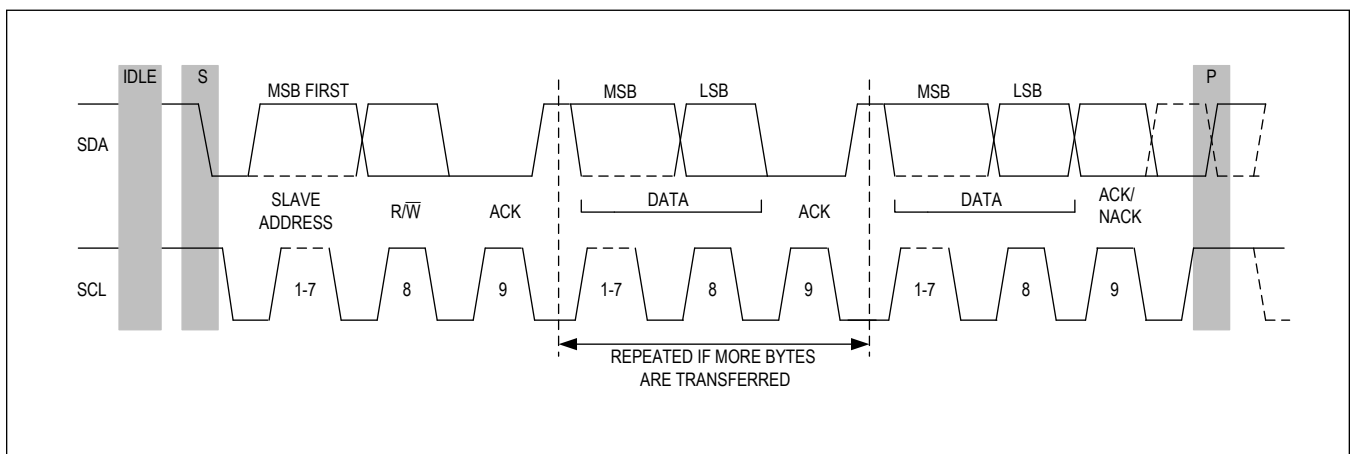 IDLE
S
P
MSB FIRST
MSB
LSB
MSB
LSB
SDA
SLAVE
ADDRESS
R/W̅
ACK
DATA
ACK
DATA
ACK/
NACK
SCL
1-7
8
9
1-7
8
9
1-7
8
9
REPEATED IF MORE BYTES
ARE TRANSFERRED